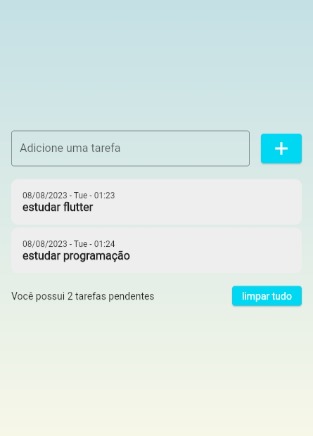 Adicione uma tarefa
+
08/08/2023 - Tue - 01:23
estudar flutter
08/08/2023 - Tue - 01:24
estudar programação
Você possui 2 tarefas pendentes
limpar tudo